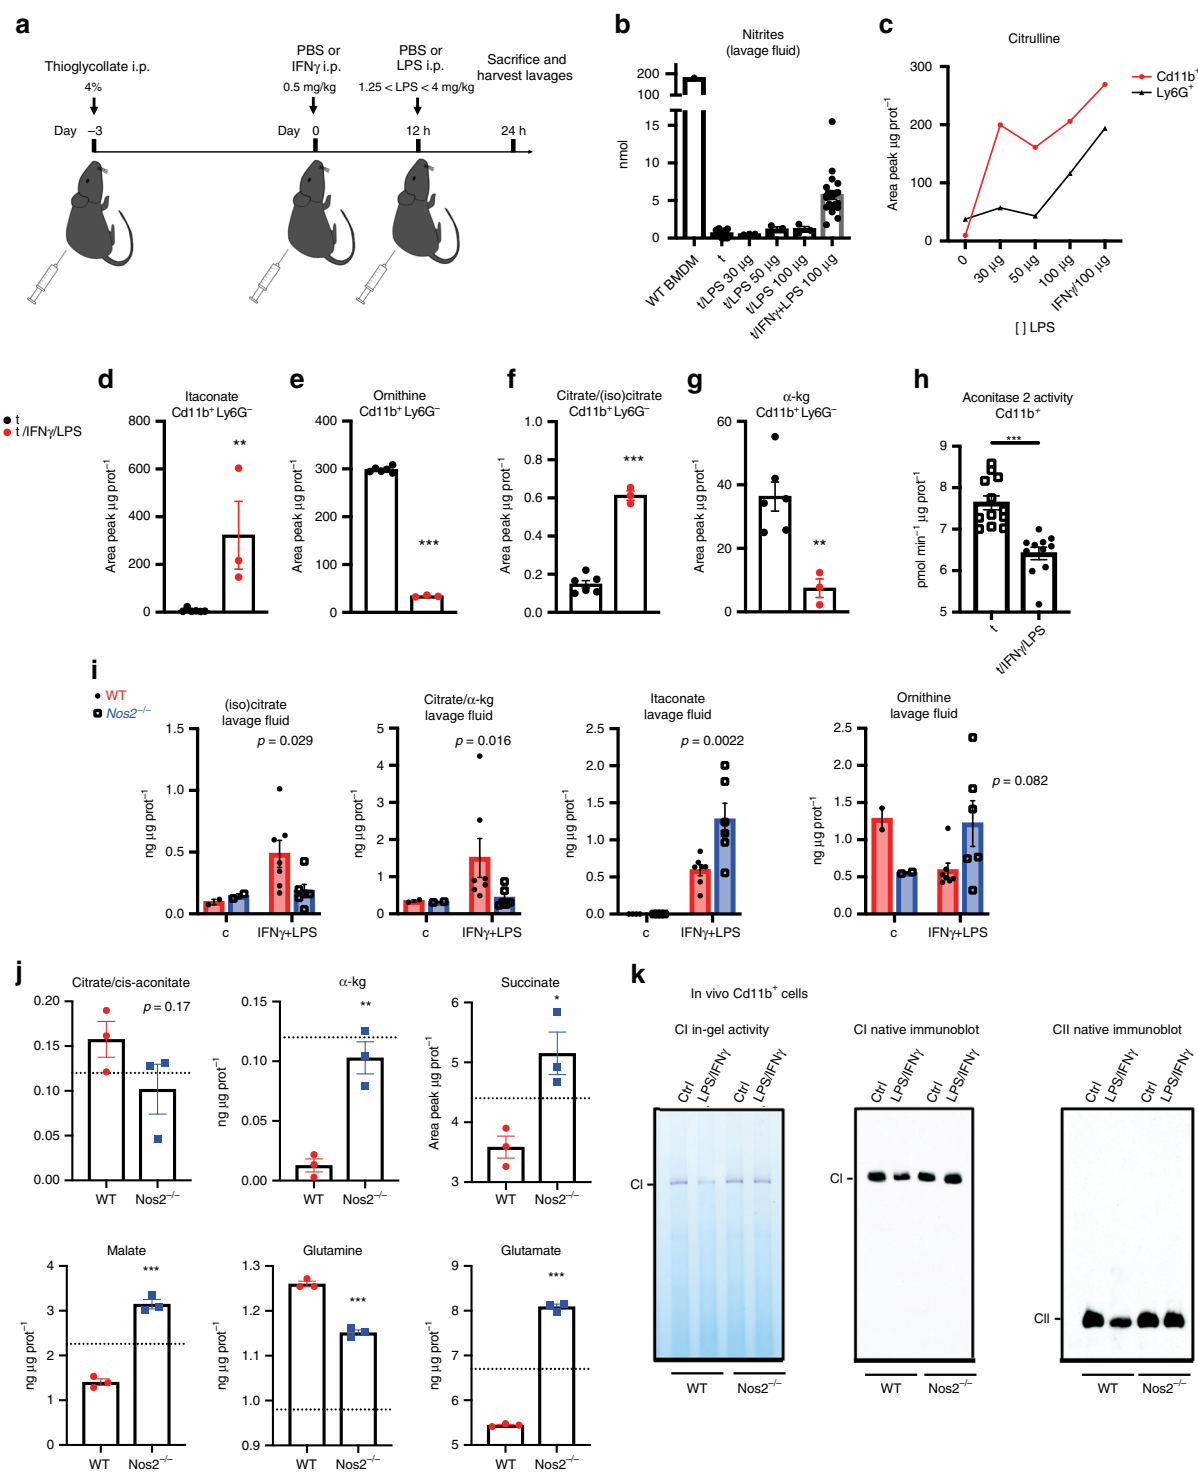 a
Thioglycollate i.p.
4%
PBS or
IFNγ i.p.
0.5 mg/kg
PBS or
LPS i.p.
1.25 < LPS < 4 mg/kg
Sacrifice and
harvest lavages
Day –3
Day 0
12 h
24 h
b
Nitrites
(lavage fluid)
nmol
200
100
15
10
5
0
WT BMDM
t
t/LPS 30 µg
t/LPS 50 µg
t/LPS 100 µg
t/IFNγ+LPS 100 µg
c
Citrulline
Cd11b+
Ly6G+
Area peak µg prot−1
300
200
100
0
0
30 µg
50 µg
100 µg
IFNγ/100 µg
[ ] LPS
t
t /IFNγ/LPS
d
Itaconate
Cd11b+ Ly6G−
Area peak µg prot−1
800
600
400
200
0
**
e
Ornithine
Cd11b+ Ly6G−
Area peak µg prot−1
400
300
200
100
0
***
f
Citrate/(iso)citrate
Cd11b+ Ly6G−
Area peak µg prot−1
1.0
0.8
0.6
0.4
0.2
0.0
***
g
α-kg
Cd11b+ Ly6G−
Area peak µg prot−1
60
40
20
0
**
h
Aconitase 2 activity
Cd11b+
pmol min−1 µg prot−1
9
8
7
6
5
***
t
t/IFNγ/LPS
i
WT
Nos2−/−
(iso)citrate
lavage fluid
p = 0.029
ng µg prot−1
1.5
1.0
0.5
0.0
c IFNγ+LPS
Citrate/α-kg
lavage fluid
p = 0.016
ng µg prot−1
5
4
3
2
1
0
c IFNγ+LPS
Itaconate
lavage fluid
p = 0.0022
ng µg prot−1
2.5
2.0
1.5
1.0
0.5
0.0
c IFNγ+LPS
Ornithine
lavage fluid
p = 0.082
ng µg prot−1
2.5
2.0
1.5
1.0
0.5
0.0
c IFNγ+LPS
j
Citrate/cis-aconitate
p = 0.17
ng µg prot−1
0.20
0.15
0.10
0.05
0.00
WT Nos2−/−
α-kg
**
ng µg prot−1
0.15
0.10
0.05
0.00
WT Nos2−/−
Succinate
*
Area peak µg prot−1
6
5
4
3
WT Nos2−/−
Malate
***
ng µg prot−1
4
3
2
1
0
WT Nos2−/−
Glutamine
***
ng µg prot−1
1.3
1.2
1.1
1.0
0.9
WT Nos2−/−
Glutamate
***
ng µg prot−1
9
8
7
6
5
WT Nos2−/−
k
In vivo Cd11b+ cells
CI in-gel activity
Ctrl
LPS/IFNγ
Ctrl
LPS/IFNγ
CI
WT Nos2−/−
CI native immunoblot
Ctrl
LPS/IFNγ
Ctrl
LPS/IFNγ
CI
WT Nos2−/−
CII native immunoblot
Ctrl
LPS/IFNγ
Ctrl
LPS/IFNγ
CII
WT Nos2−/−